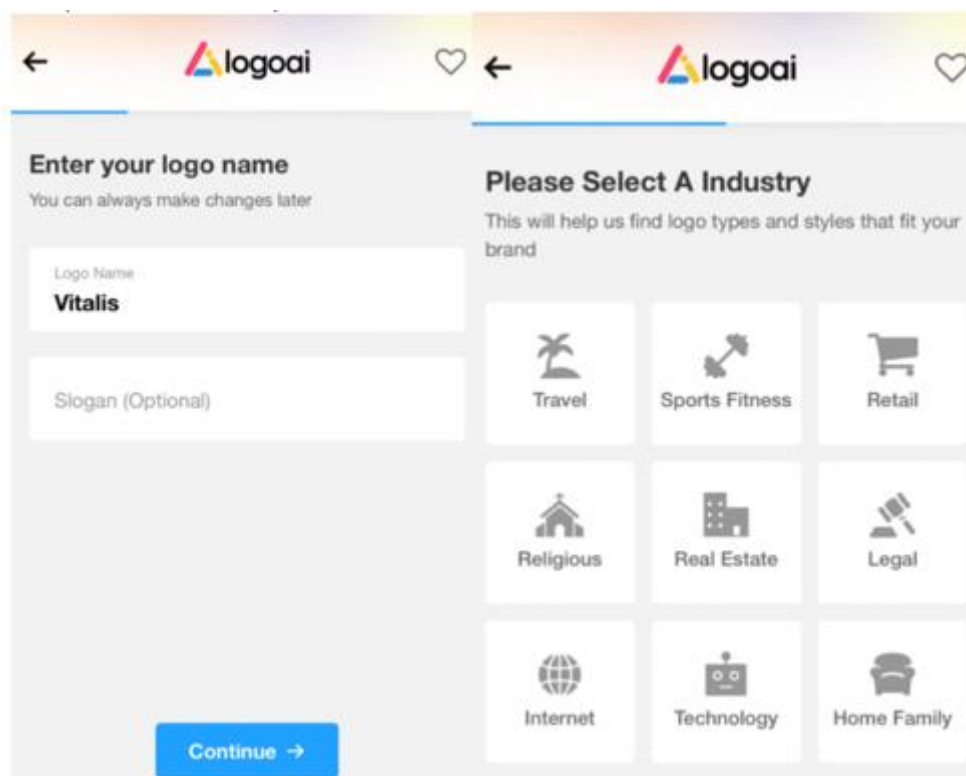 logoai
Enter your logo name
You can always make changes later
Logo Name
Vitalis
Slogan (Optional)
Continue →
logoai
Please Select A Industry
This will help us find logo types and styles that fit your
brand
Travel
Sports Fitness
Retail
Religious
Real Estate
Legal
Internet
Technology
Home Family